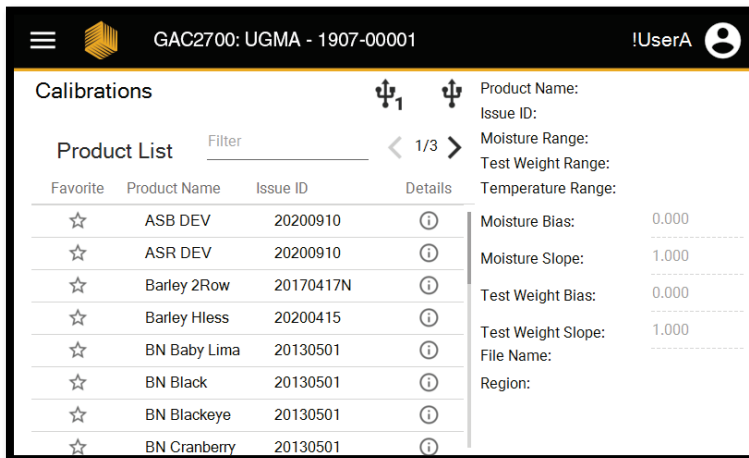 GAC2700: UGMA - 1907-00001 !UserA
Calibrations 1
Product List Filter 1/3
Favorite Product Name Issue ID Details
ASB DEV 20200910
ASR DEV 20200910
Barley 2Row 20170417N
Barley Hless 20200415
BN Baby Lima 20130501
BN Black 20130501
BN Blackeye 20130501
BN Cranberry 20130501
Product Name:
Issue ID:
Moisture Range:
Test Weight Range:
Temperature Range:
Moisture Bias: 0.000
Moisture Slope: 1.000
Test Weight Bias: 0.000
Test Weight Slope: 1.000
File Name:
Region: